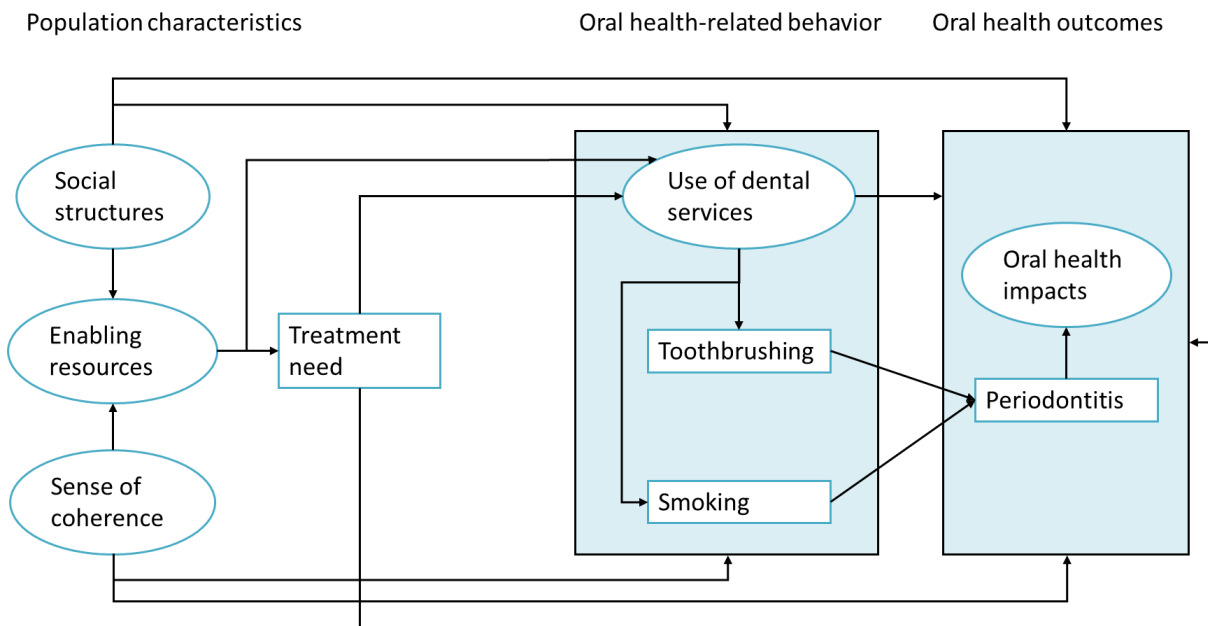 Population characteristics
Oral health-related behavior
Oral health outcomes
Social
structures
Use of dental
services
Oral health
impacts
Enabling
resources
Treatment
need
Toothbrushing
Periodontitis
Sense of
coherence
Smoking